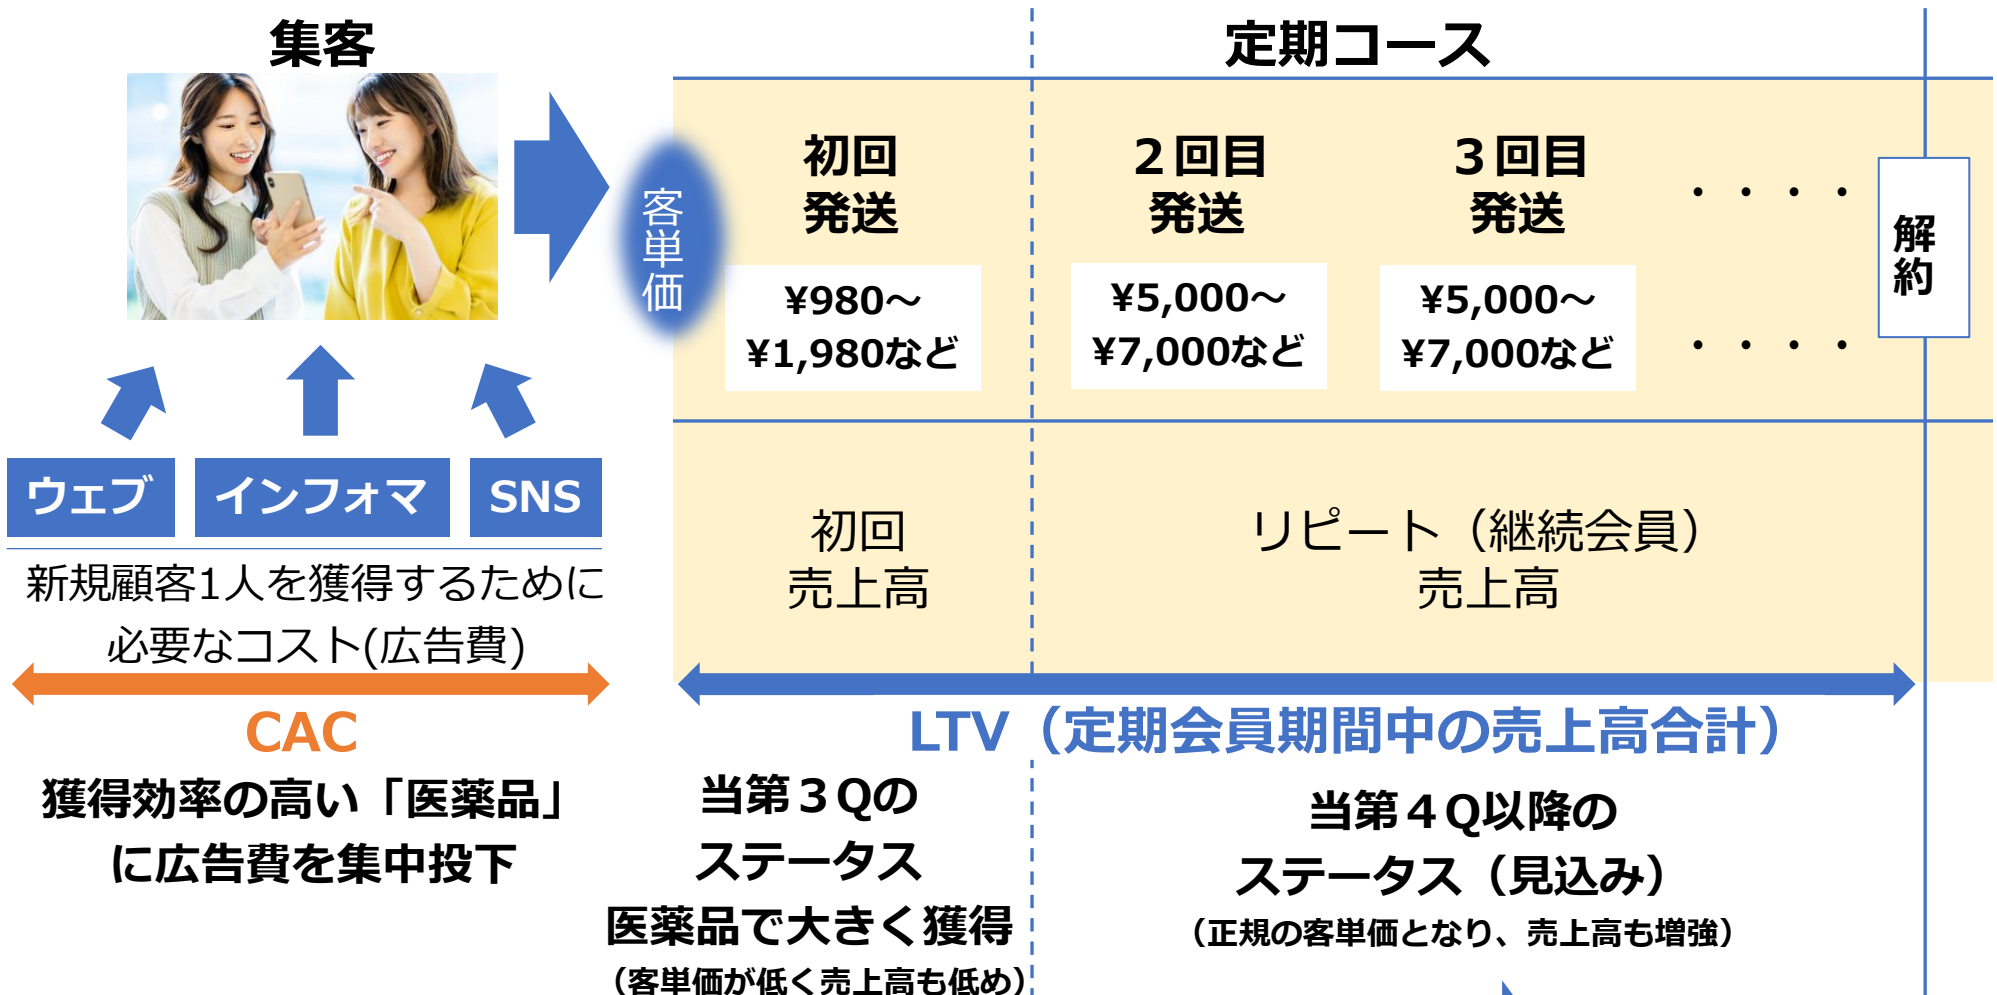 集客
定期コース
客単価
初回
発送
¥980～
¥1,980など
２回目
発送
¥5,000～
¥7,000など
３回目
発送
¥5,000～
¥7,000など
・・・・
・・・・
解約
ウェブ
インフォマ
SNS
新規顧客1人を獲得するために
必要なコスト(広告費)
初回
売上高
リピート（継続会員）
売上高
CAC
LTV（定期会員期間中の売上高合計）
獲得効率の高い「医薬品」
に広告費を集中投下
当第３Qの
ステータス
医薬品で大きく獲得
（客単価が低く売上高も低め）
当第４Q以降の
ステータス（見込み）
（正規の客単価となり、売上高も増強）